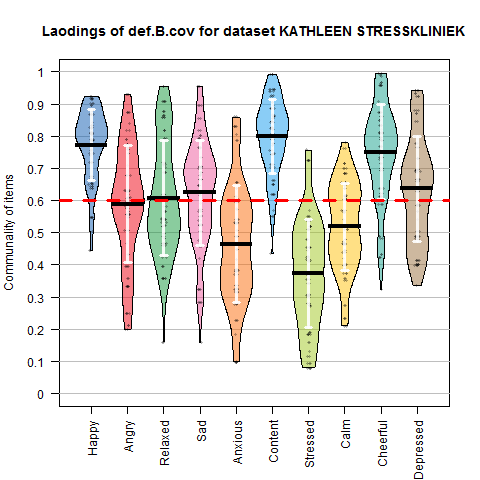 Laodings of def.B.cov for dataset KATHLEEN STRESSKLINIEK
Communality of items
1
0.9
0.8
0.7
0.6
0.5
0.4
0.3
0.2
0.1
0
Happy
Angry
Relaxed
Sad
Anxious
Content
Stressed
Calm
Cheerful
Depressed